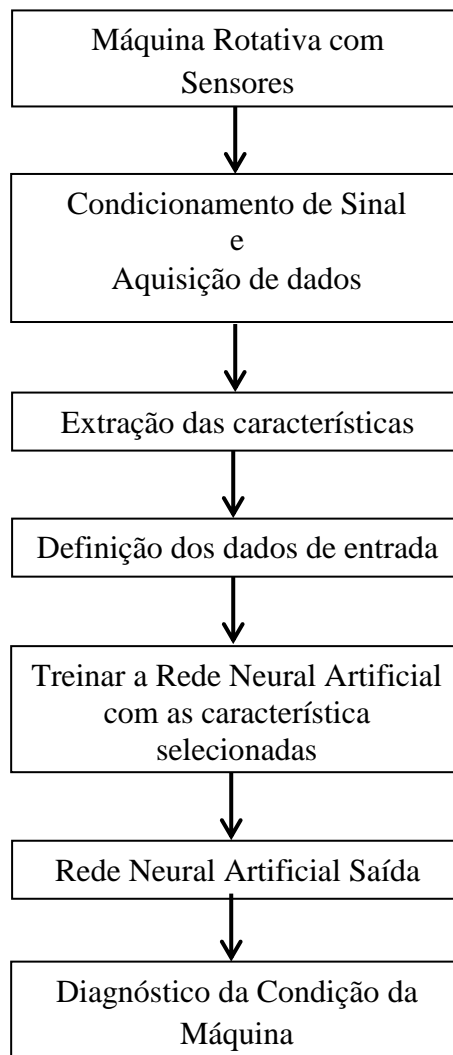 Máquina Rotativa com
Sensores
Condicionamento de Sinal
e
Aquisição de dados
Extração das características
Definição dos dados de entrada
Treinar a Rede Neural Artificial
com as característica
selecionadas
Rede Neural Artificial Saída
Diagnóstico da Condição da
Máquina